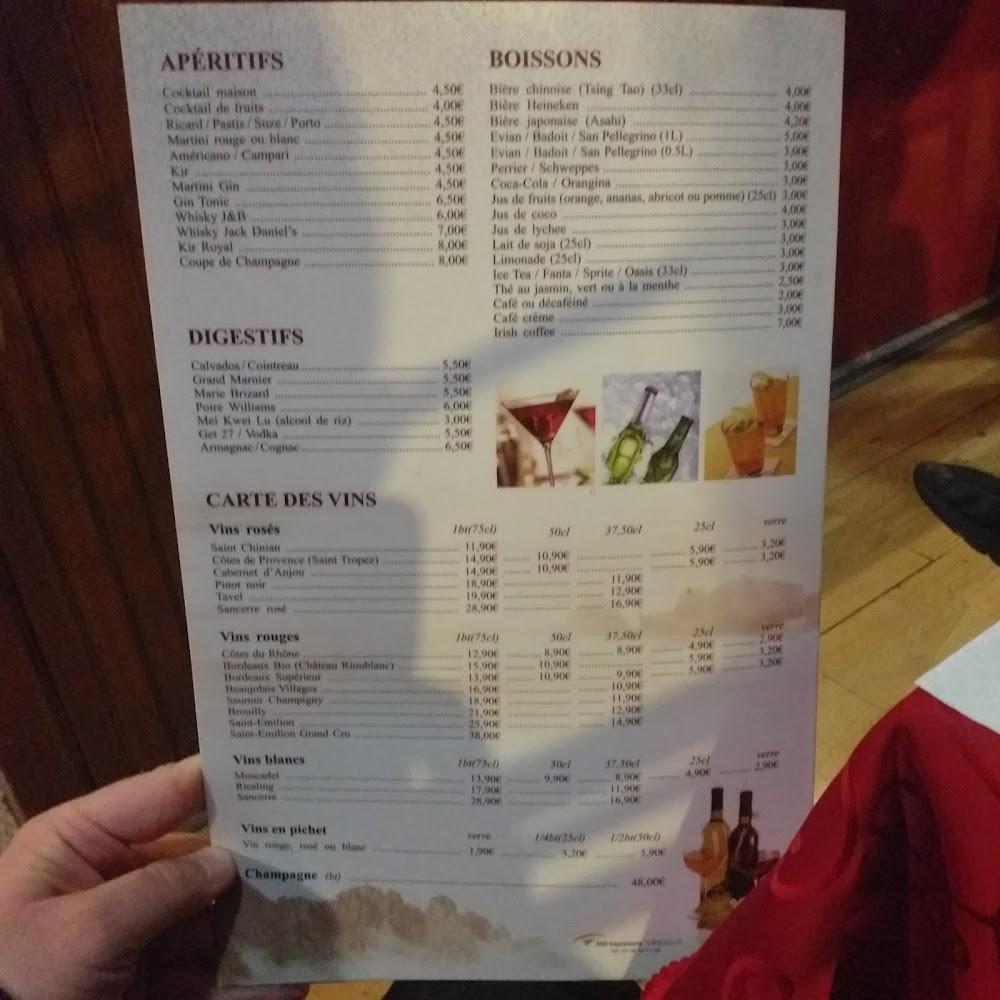 APÉRITIFS
Cocktail maison 4,50€
Cocktail de fruits 4,00€
Ricard / Pastis / Suze / Porto 4,50€
Martini rouge ou blanc 4,50€
Américano / Campari 4,50€
Kir 4,50€
Martini Gin 4,50€
Gin Tonic 6,50€
Whisky J&B 6,00€
Whisky Jack Daniel's 7,00€
Kir Royal 8,00€
Coupe de Champagne 8,00€
DIGESTIFS
Calvados / Cointreau 5,50€
Grand Marnier 5,50€
Marie Brizard 5,50€
Poire Williams 6,00€
Mei Kwei Lu (alcool de riz) 3,00€
Get 27 / Vodka 5,50€
Armagnac / Cognac 6,50€
BOISSONS
Bière chinoise (Tsing Tao) (33cl) 4,00€
Bière Heineken 4,00€
Bière japonaise (Asahi) 4,20€
Evian / Badoit / San Pellegrino (1L) 5,00€
Evian / Badoit / San Pellegrino (0.5L) 3,00€
Perrier / Schweppes 3,00€
Coca-Cola / Orangina 3,00€
Jus de fruits (orange, ananas, abricot ou pomme) (25cl) 3,00€
Jus de coco 4,00€
Jus de lychee 3,00€
Lait de soja (25cl) 3,00€
Limonade (25cl) 3,00€
Ice Tea / Fanta / Sprite / Oasis (33cl) 3,00€
Thé au jasmin, vert ou à la menthe 2,50€
Café ou décaféiné 2,00€
Café crème 3,00€
Irish coffee 7,00€
CARTE DES VINS
Vins rosés 1bt(75cl) 50cl 37,50cl 25cl verre
Saint Chinian 11,90€
Côtes de Provence (Saint Tropez) 14,90€ 10,90€ 5,90€ 3,20€
Cabernet d'Anjou 14,90€ 10,90€ 5,90€ 3,20€
Pinot noir 18,90€ 11,90€
Tavel 19,90€ 12,90€
Sancerre rosé 28,90€ 16,90€
Vins rouges 1bt(75cl) 50cl 37,50cl 25cl verre
Côtes du Rhône 12,90€ 8,90€ 8,90€ 4,90€ 2,90€
Bordeaux Bio (Château Rioublanc) 15,90€ 10,90€ 5,90€ 3,20€
Bordeaux Supérieur 13,90€ 10,90€ 9,90€ 5,90€ 3,20€
Beaujolais Villages 16,90€ 10,90€
Saumur Champigny 18,90€ 11,90€
Brouilly 21,90€ 12,90€
Saint-Emilion 25,90€ 14,90€
Saint-Emilion Grand Cru 38,00€
Vins blancs 1bt(75cl) 50cl 37,50cl 25cl verre
Muscadet 13,90€ 9,90€ 8,90€ 4,90€ 2,90€
Riesling 17,90€ 11,90€
Sancerre 28,90€ 16,90€
Vins en pichet verre 1/4bt(25cl) 1/2bt(50cl)
Vin rouge, rosé ou blanc 1,90€ 3,20€ 5,90€
Champagne (bt) 48,00€